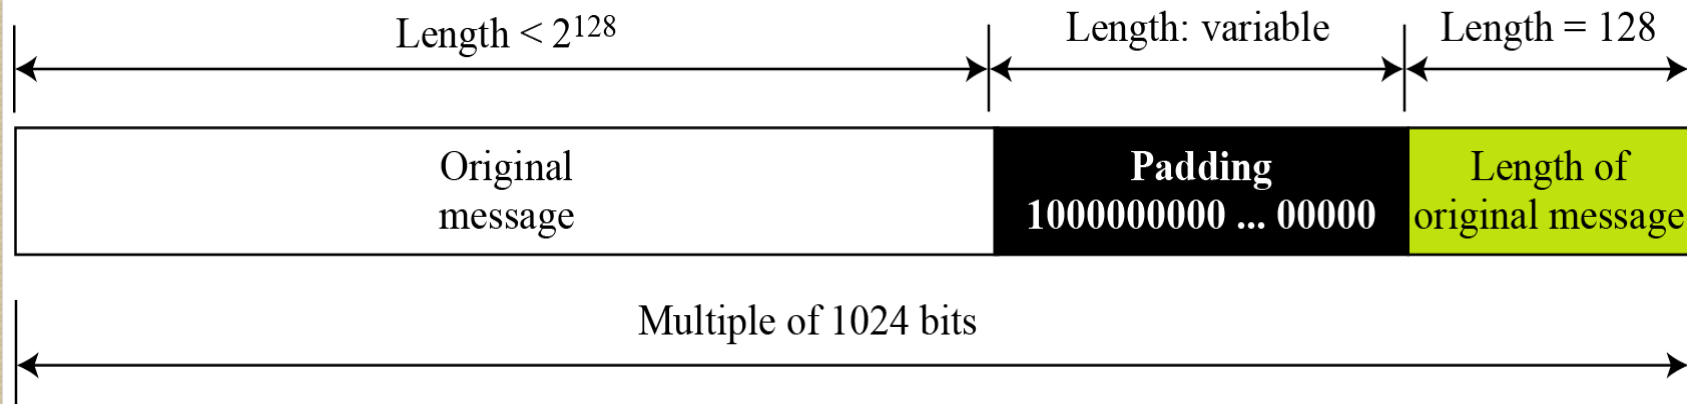 Length < 2¹²⁸
Length: variable
Length = 128
Original
message
Padding
1000000000 ... 00000
Length of
original message
Multiple of 1024 bits